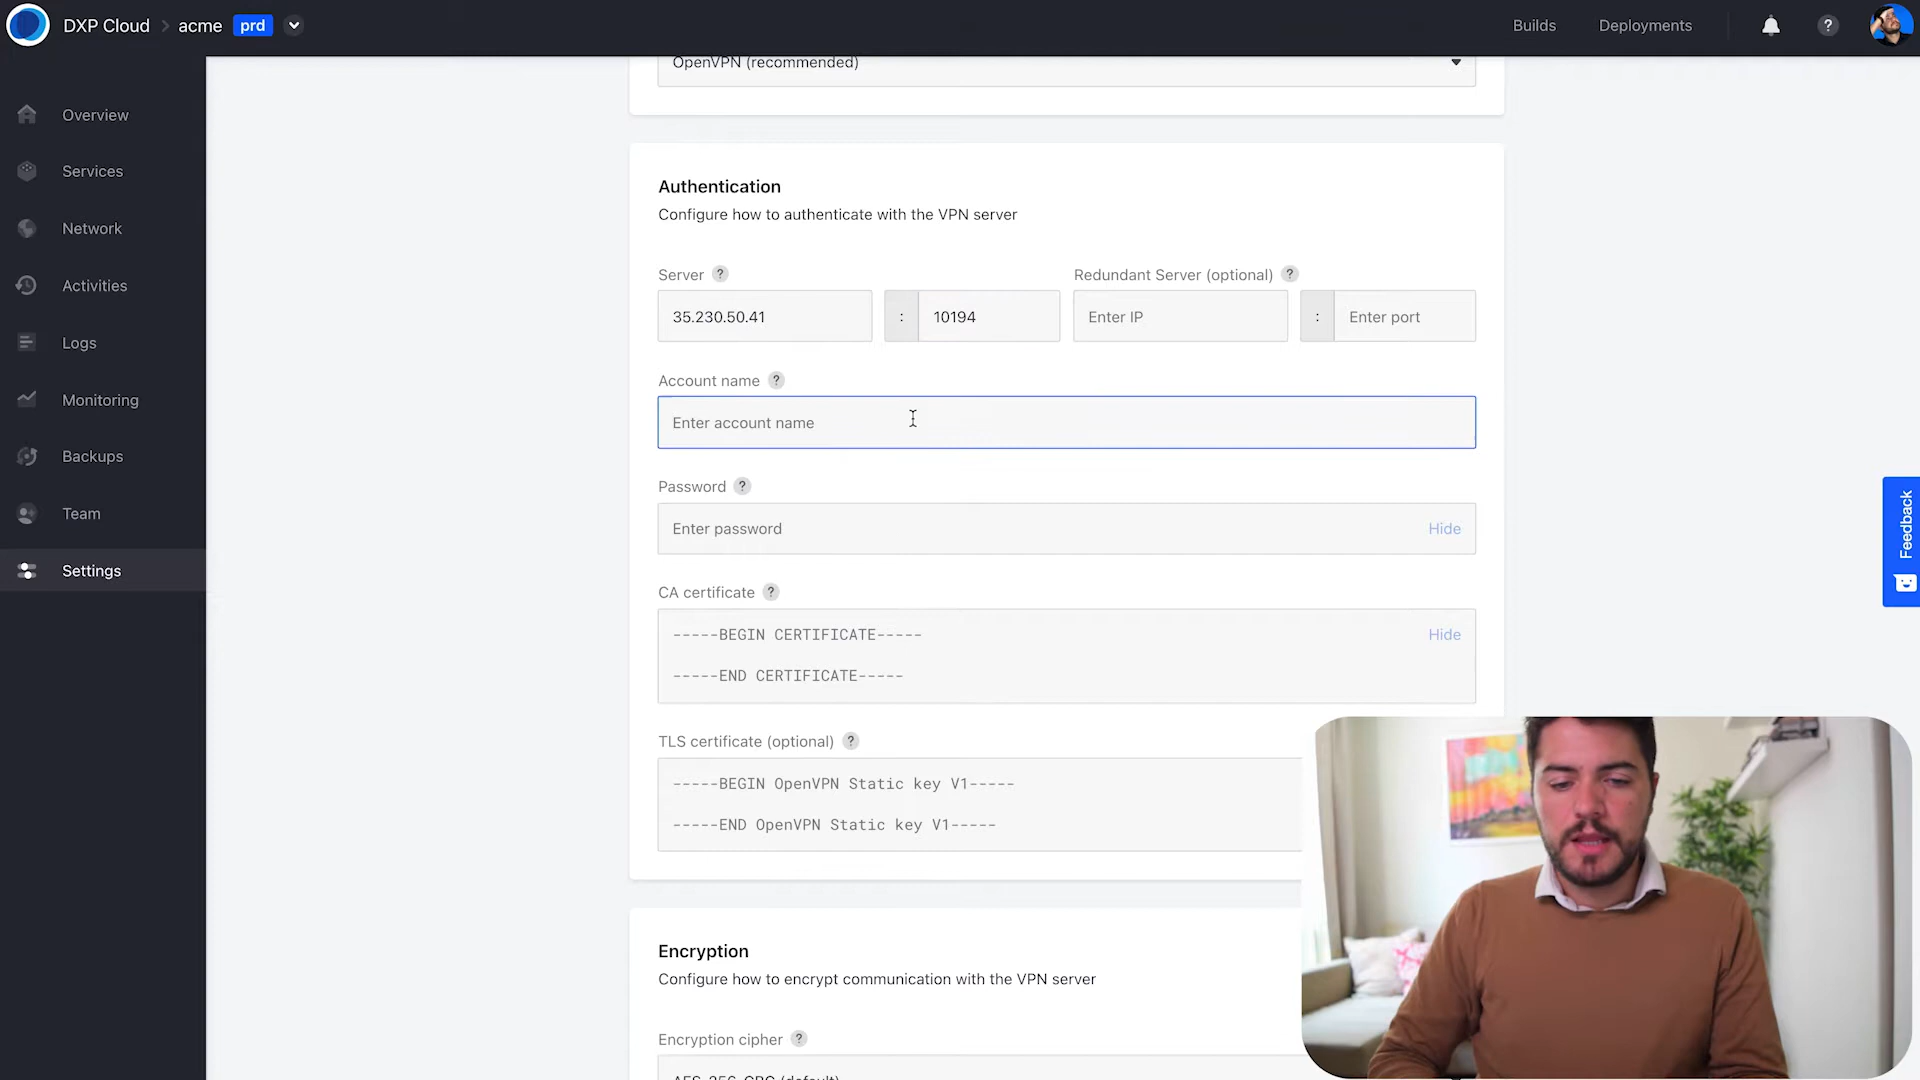 DXP Cloud > acme prd
Builds
Deployments
?
Overview
Services
Network
Activities
Logs
Monitoring
Backups
Team
Settings
OpenVPN (recommended)
Authentication
Configure how to authenticate with the VPN server
Server ?
Redundant Server (optional) ?
35.230.50.41 : 10194
Enter IP : Enter port
Account name ?
Enter account name
Password ?
Enter password Hide
CA certificate ?
-----BEGIN CERTIFICATE----- Hide
-----END CERTIFICATE-----
TLS certificate (optional) ?
-----BEGIN OpenVPN Static key V1-----
-----END OpenVPN Static key V1-----
Encryption
Configure how to encrypt communication with the VPN server
Encryption cipher ?
AES-256-CBC (default)
Feedback